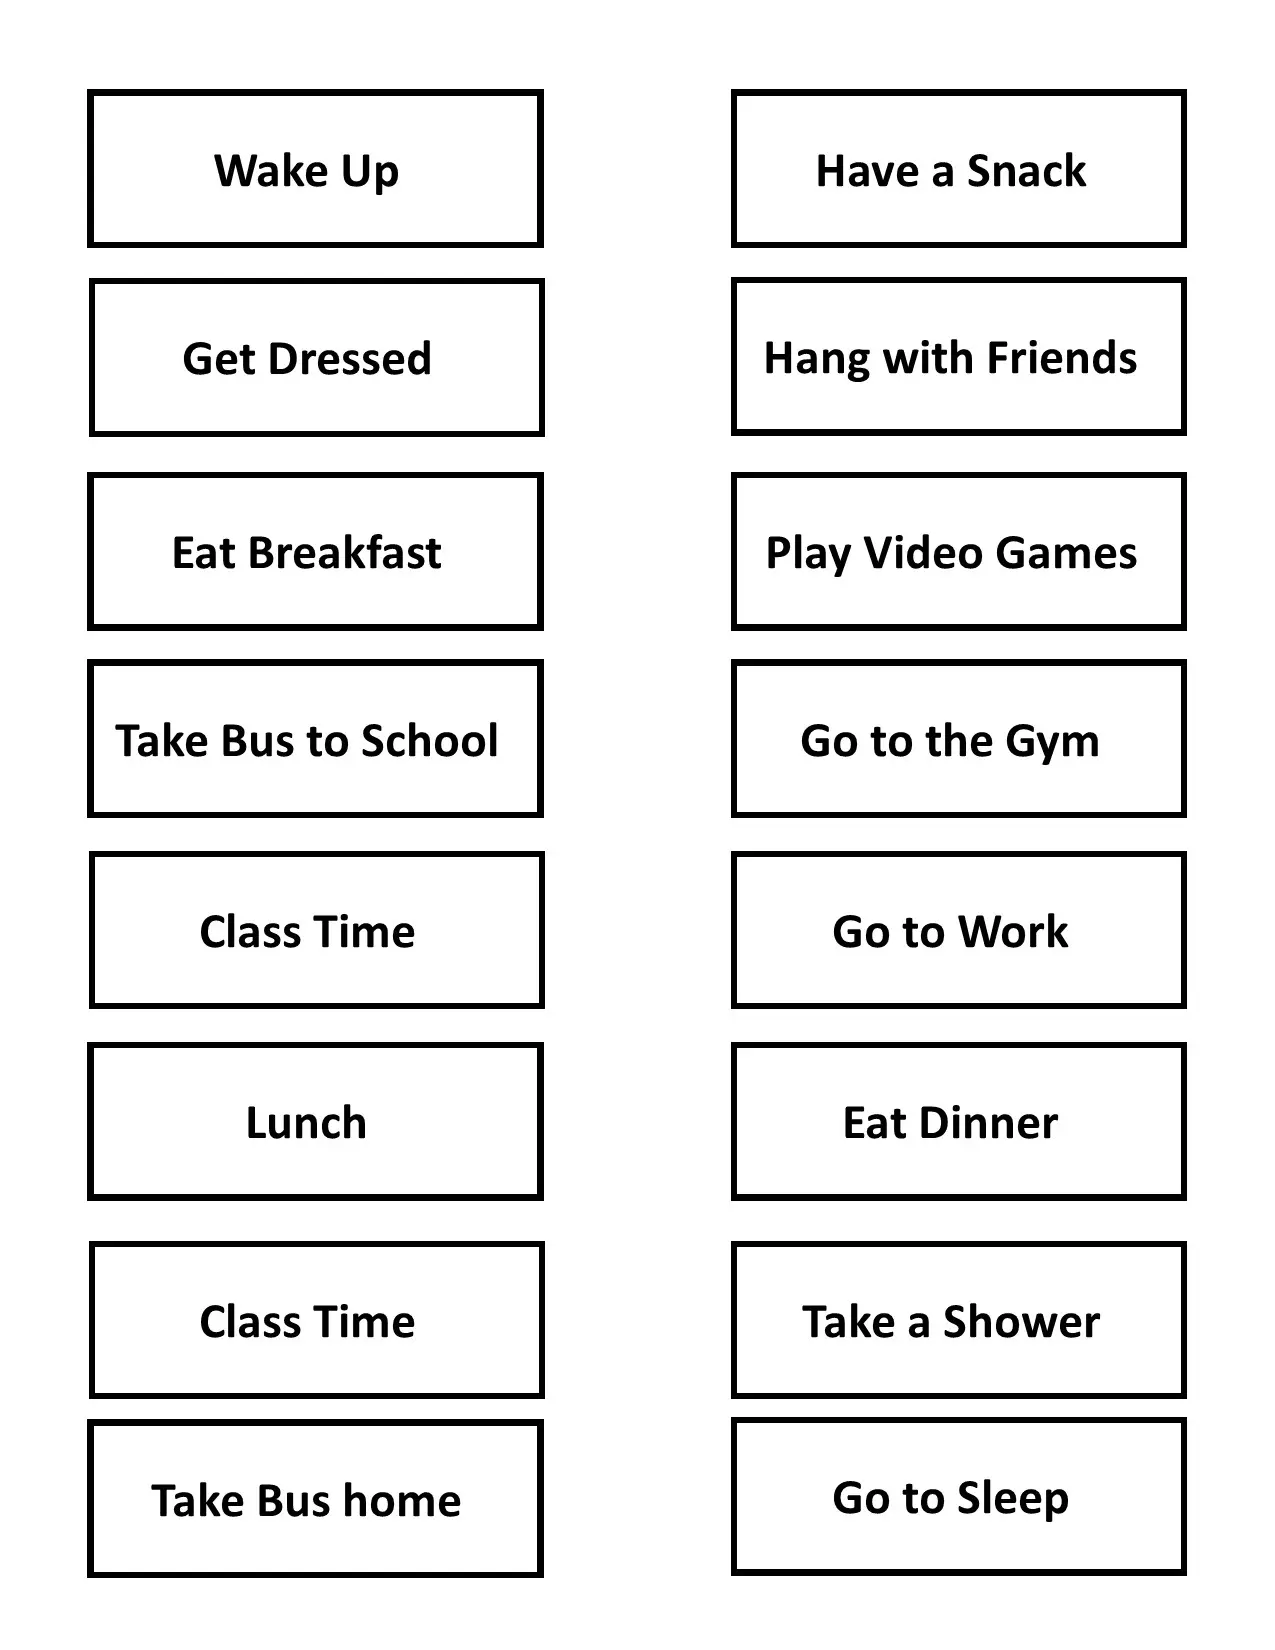 Wake Up
Get Dressed
Eat Breakfast
Take Bus to School
Class Time
Lunch
Class Time
Take Bus home
Have a Snack
Hang with Friends
Play Video Games
Go to the Gym
Go to Work
Eat Dinner
Take a Shower
Go to Sleep